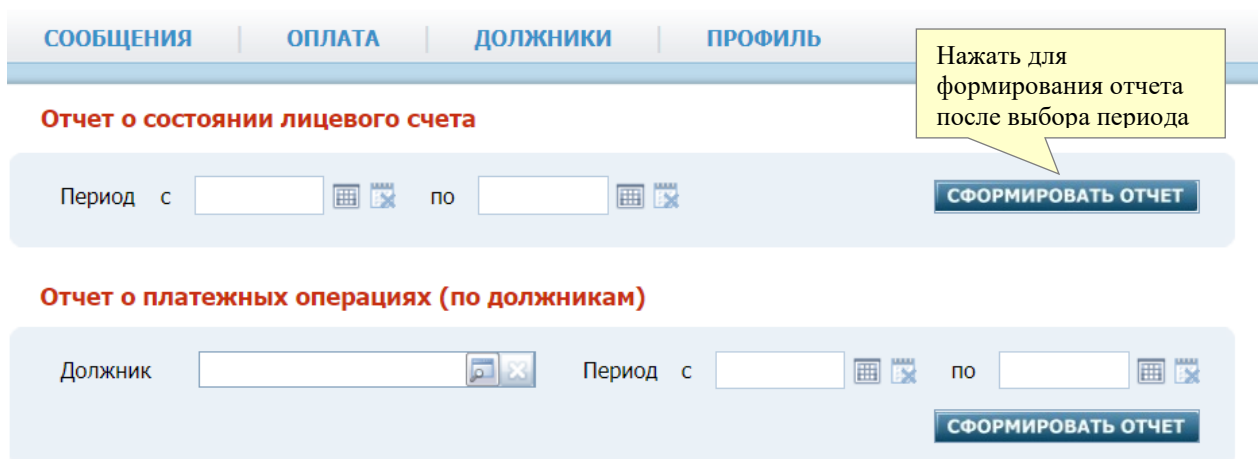 СООБЩЕНИЯ ОПЛАТА ДОЛЖНИКИ ПРОФИЛЬ
Нажать для
формирования отчета
после выбора периода
Отчет о состоянии лицевого счета
Период с по СФОРМИРОВАТЬ ОТЧЕТ
Отчет о платежных операциях (по должникам)
Должник Период с по
СФОРМИРОВАТЬ ОТЧЕТ